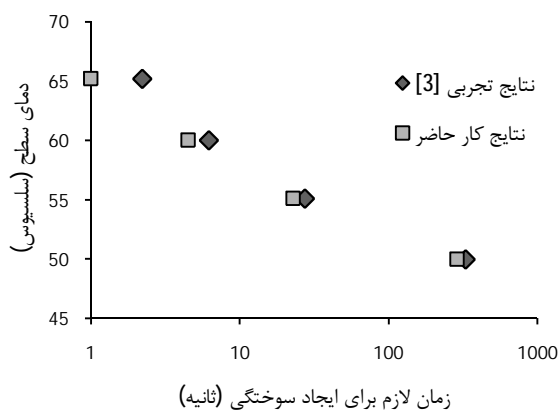 70
65
60
55
50
45
دمای سطح (سلسیوس)
نتایج تجربی [3]
نتایج کار حاضر
1
10
100
1000
زمان لازم برای ایجاد سوختگی (ثانیه)